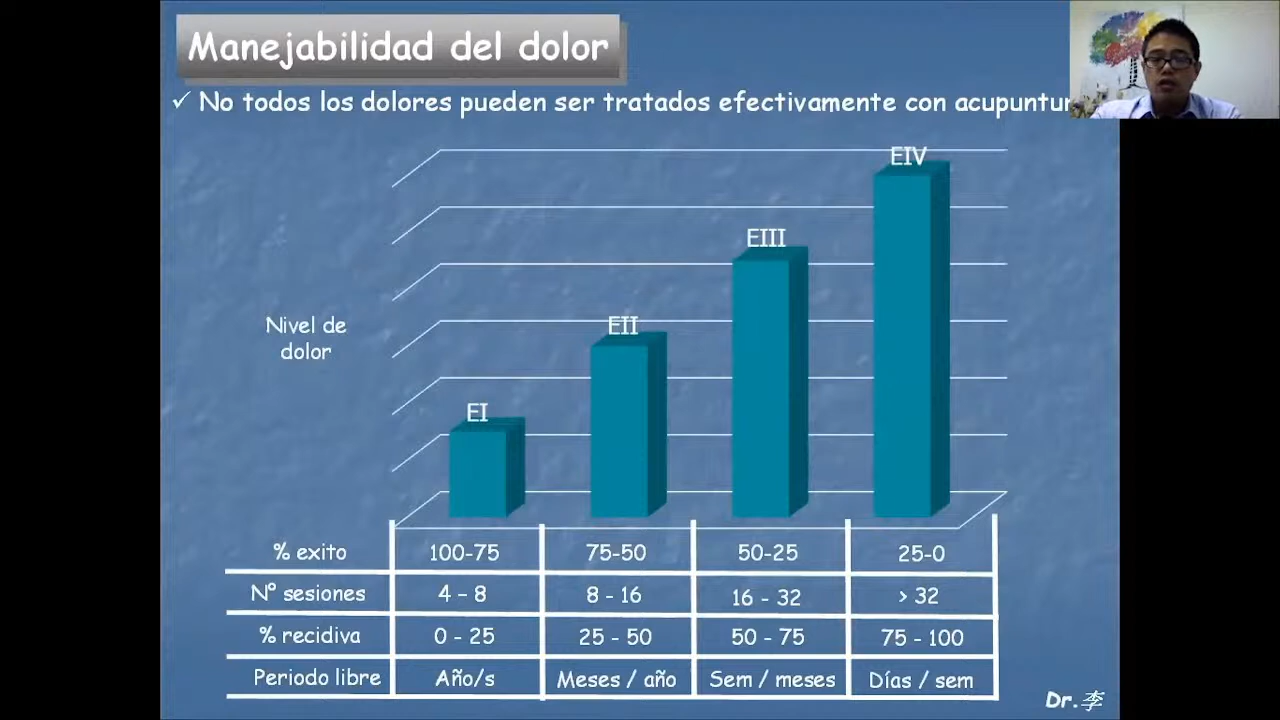 Manejabilidad del dolor
✓ No todos los dolores pueden ser tratados efectivamente con acupuntur
EIV
EIII
EII
EI
Nivel de
dolor
% exito 100-75 75-50 50-25 25-0
Nº sesiones 4 – 8 8 - 16 16 - 32 > 32
% recidiva 0 - 25 25 - 50 50 - 75 75 - 100
Periodo libre Año/s Meses / año Sem / meses Días / sem
Dr.李